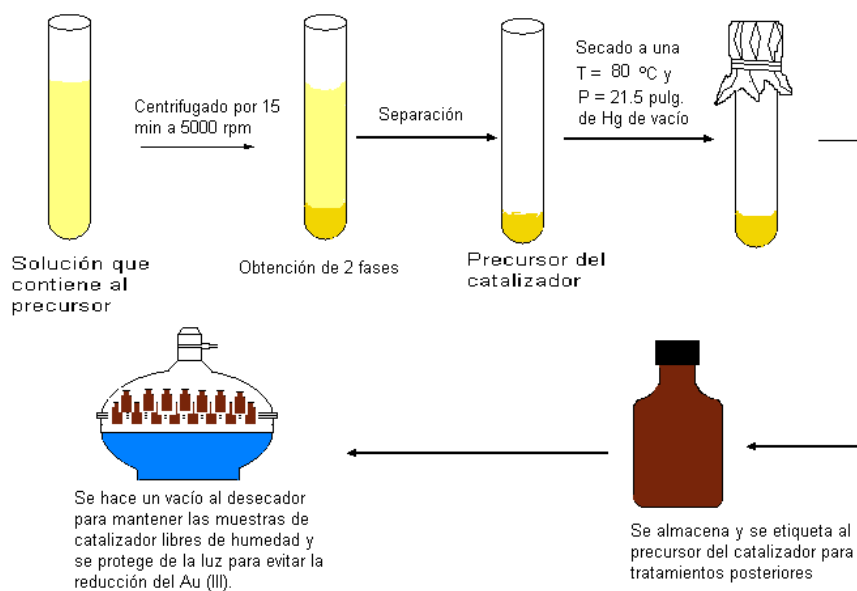 Centrifugado por 15
min a 5000 rpm
Separación
Secado a una
T = 80 ºC y
P = 21.5 pulg.
de Hg de vacío
Solución que
contiene al
precursor
Obtención de 2 fases
Precursor del
catalizador
Se almacena y se etiqueta al
precursor del catalizador para
tratamientos posteriores
Se hace un vacío al desecador
para mantener las muestras de
catalizador libres de humedad y
se protege de la luz para evitar la
reducción del Au (III).